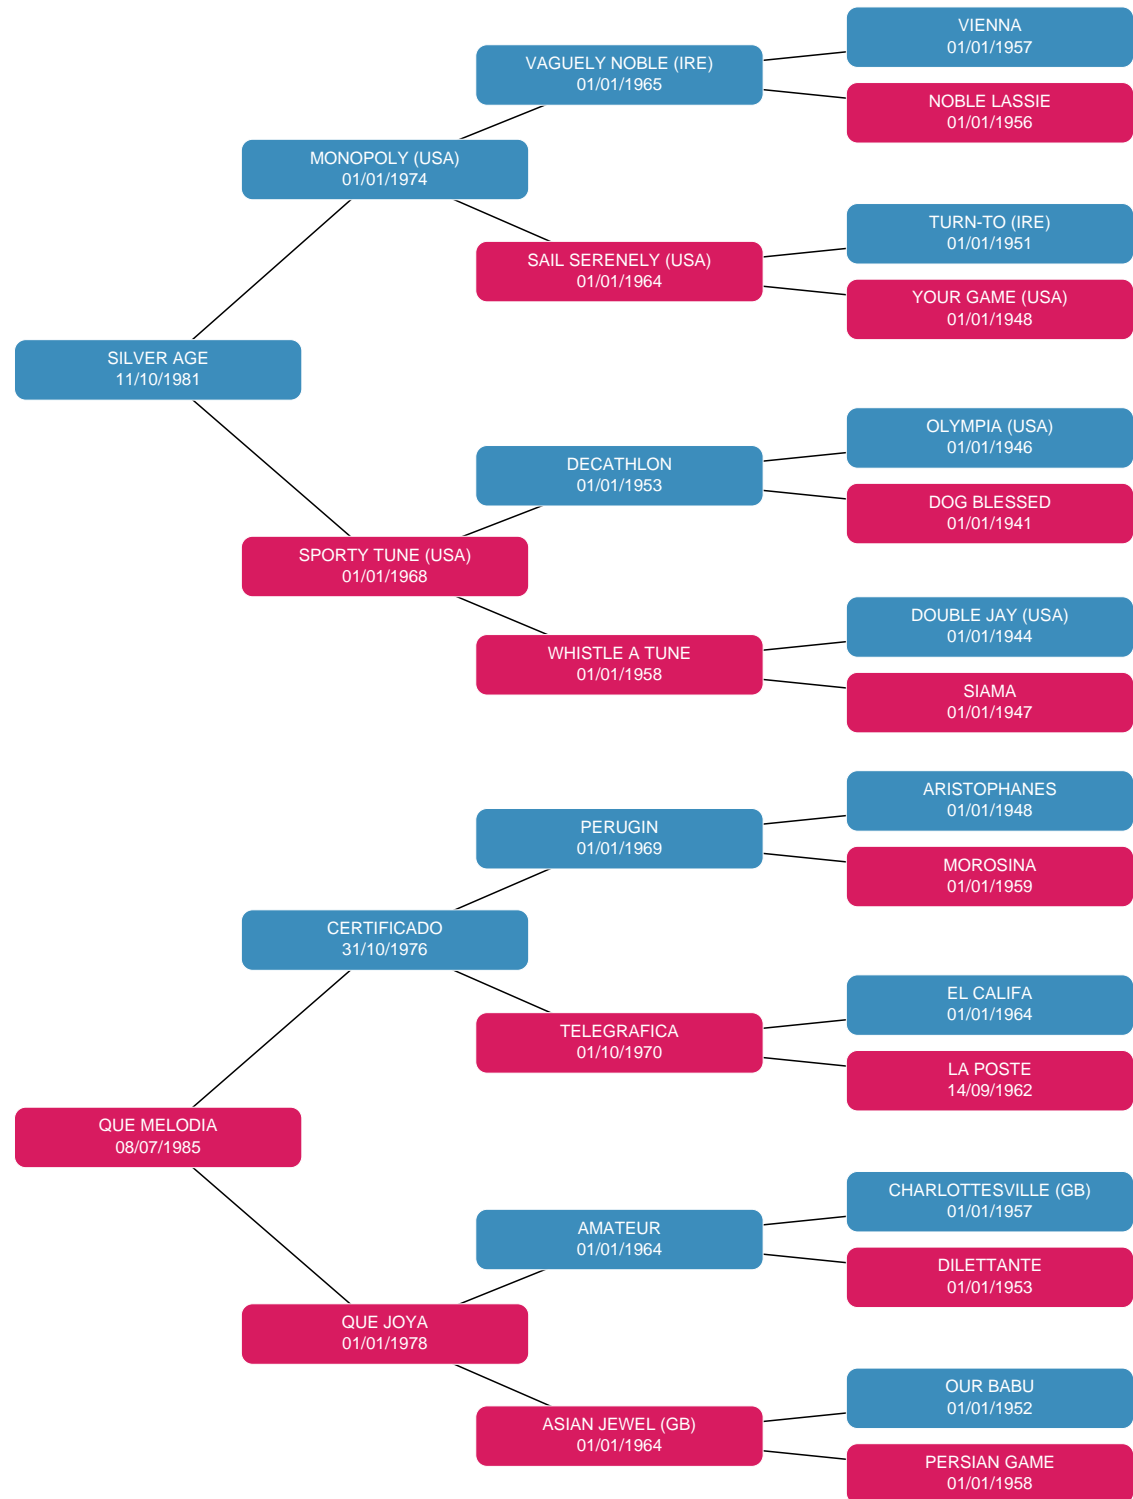 VIENNA
01/01/1957
VAGUELY NOBLE (IRE)
01/01/1965
NOBLE LASSIE
01/01/1956
MONOPOLY (USA)
01/01/1974
TURN-TO (IRE)
01/01/1951
SAIL SERENELY (USA)
01/01/1964
YOUR GAME (USA)
01/01/1948
SILVER AGE
11/10/1981
OLYMPIA (USA)
01/01/1946
DECATHLON
01/01/1953
DOG BLESSED
01/01/1941
SPORTY TUNE (USA)
01/01/1968
DOUBLE JAY (USA)
01/01/1944
WHISTLE A TUNE
01/01/1958
SIAMA
01/01/1947
ARISTOPHANES
01/01/1948
PERUGIN
01/01/1969
MOROSINA
01/01/1959
CERTIFICADO
31/10/1976
EL CALIFA
01/01/1964
TELEGRAFICA
01/10/1970
LA POSTE
14/09/1962
QUE MELODIA
08/07/1985
CHARLOTTESVILLE (GB)
01/01/1957
AMATEUR
01/01/1964
DILETTANTE
01/01/1953
QUE JOYA
01/01/1978
OUR BABU
01/01/1952
ASIAN JEWEL (GB)
01/01/1964
PERSIAN GAME
01/01/1958